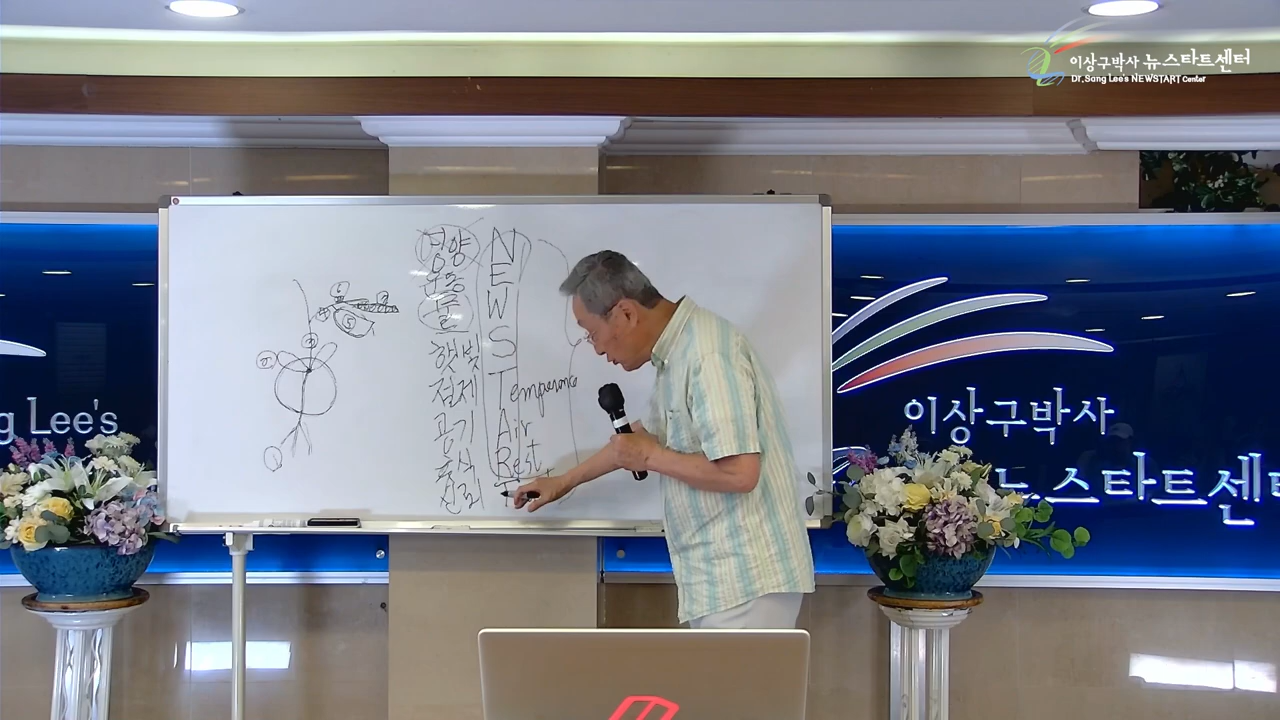 이상구박사 뉴스타트센터
Dr.Sang Lee's NEWSTART Center
영양 N
운동 E
물 W
햇빛 S
절제 Temperance
공기 Air
휴식 Rest
신뢰 T
g Lee's
이상구박사
뉴스타트센터